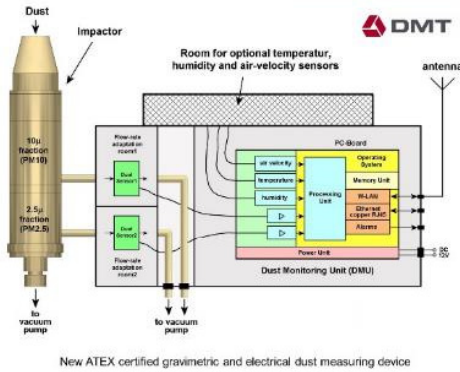 DMT
Dust
Impactor
Room for optional temperatur,
humidity and air-velocity sensors
antenna
10µ
fraction
(PM10)
2.5µ
fraction
(PM2.5)
Flow-rate
adaptation
room1
Dust
Sensor1
Dust
Sensor2
Flow-rate
adaptation
room2
PC-Board
air velocity
temperature
humidity
Processing
Unit
Operating
System
Memory Unit
W-LAN
Ethernet
copper RJ45
Alarms
Power Unit
DC
12V
Dust Monitoring Unit (DMU)
to
vacuum
pump
to vacuum
pump
New ATEX certified gravimetric and electrical dust measuring device